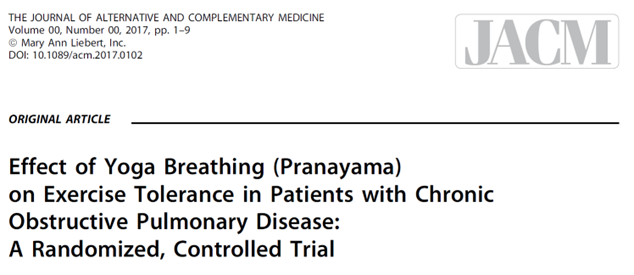 THE JOURNAL OF ALTERNATIVE AND COMPLEMENTARY MEDICINE
Volume 00, Number 00, 2017, pp. 1–9
© Mary Ann Liebert, Inc.
DOI: 10.1089/acm.2017.0102
JACM
ORIGINAL ARTICLE
Effect of Yoga Breathing (Pranayama)
on Exercise Tolerance in Patients with Chronic
Obstructive Pulmonary Disease:
A Randomized, Controlled Trial